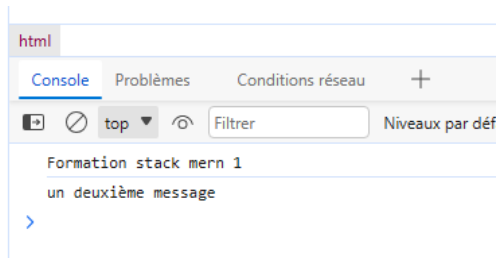 html
Console Problèmes Conditions réseau
top Filtrer Niveaux par déf
Formation stack mern 1
un deuxième message